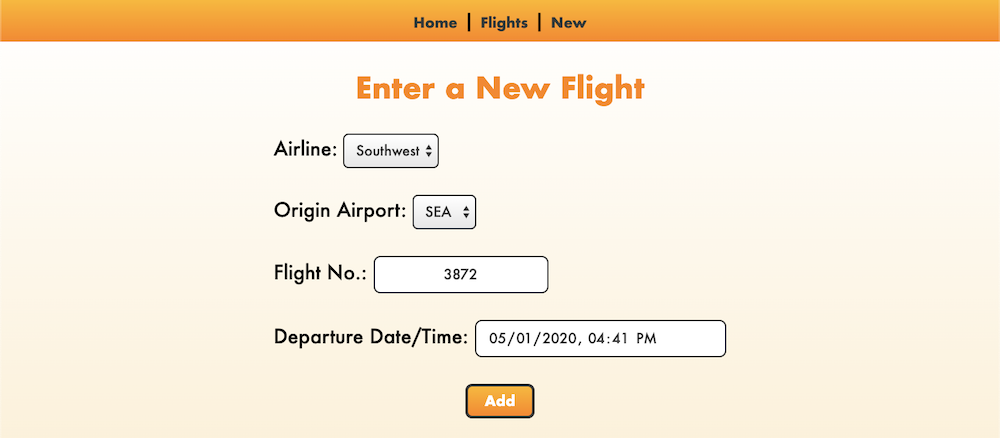 Home | Flights | New
Enter a New Flight
Airline: Southwest
Origin Airport: SEA
Flight No.: 3872
Departure Date/Time: 05/01/2020, 04:41 PM
Add